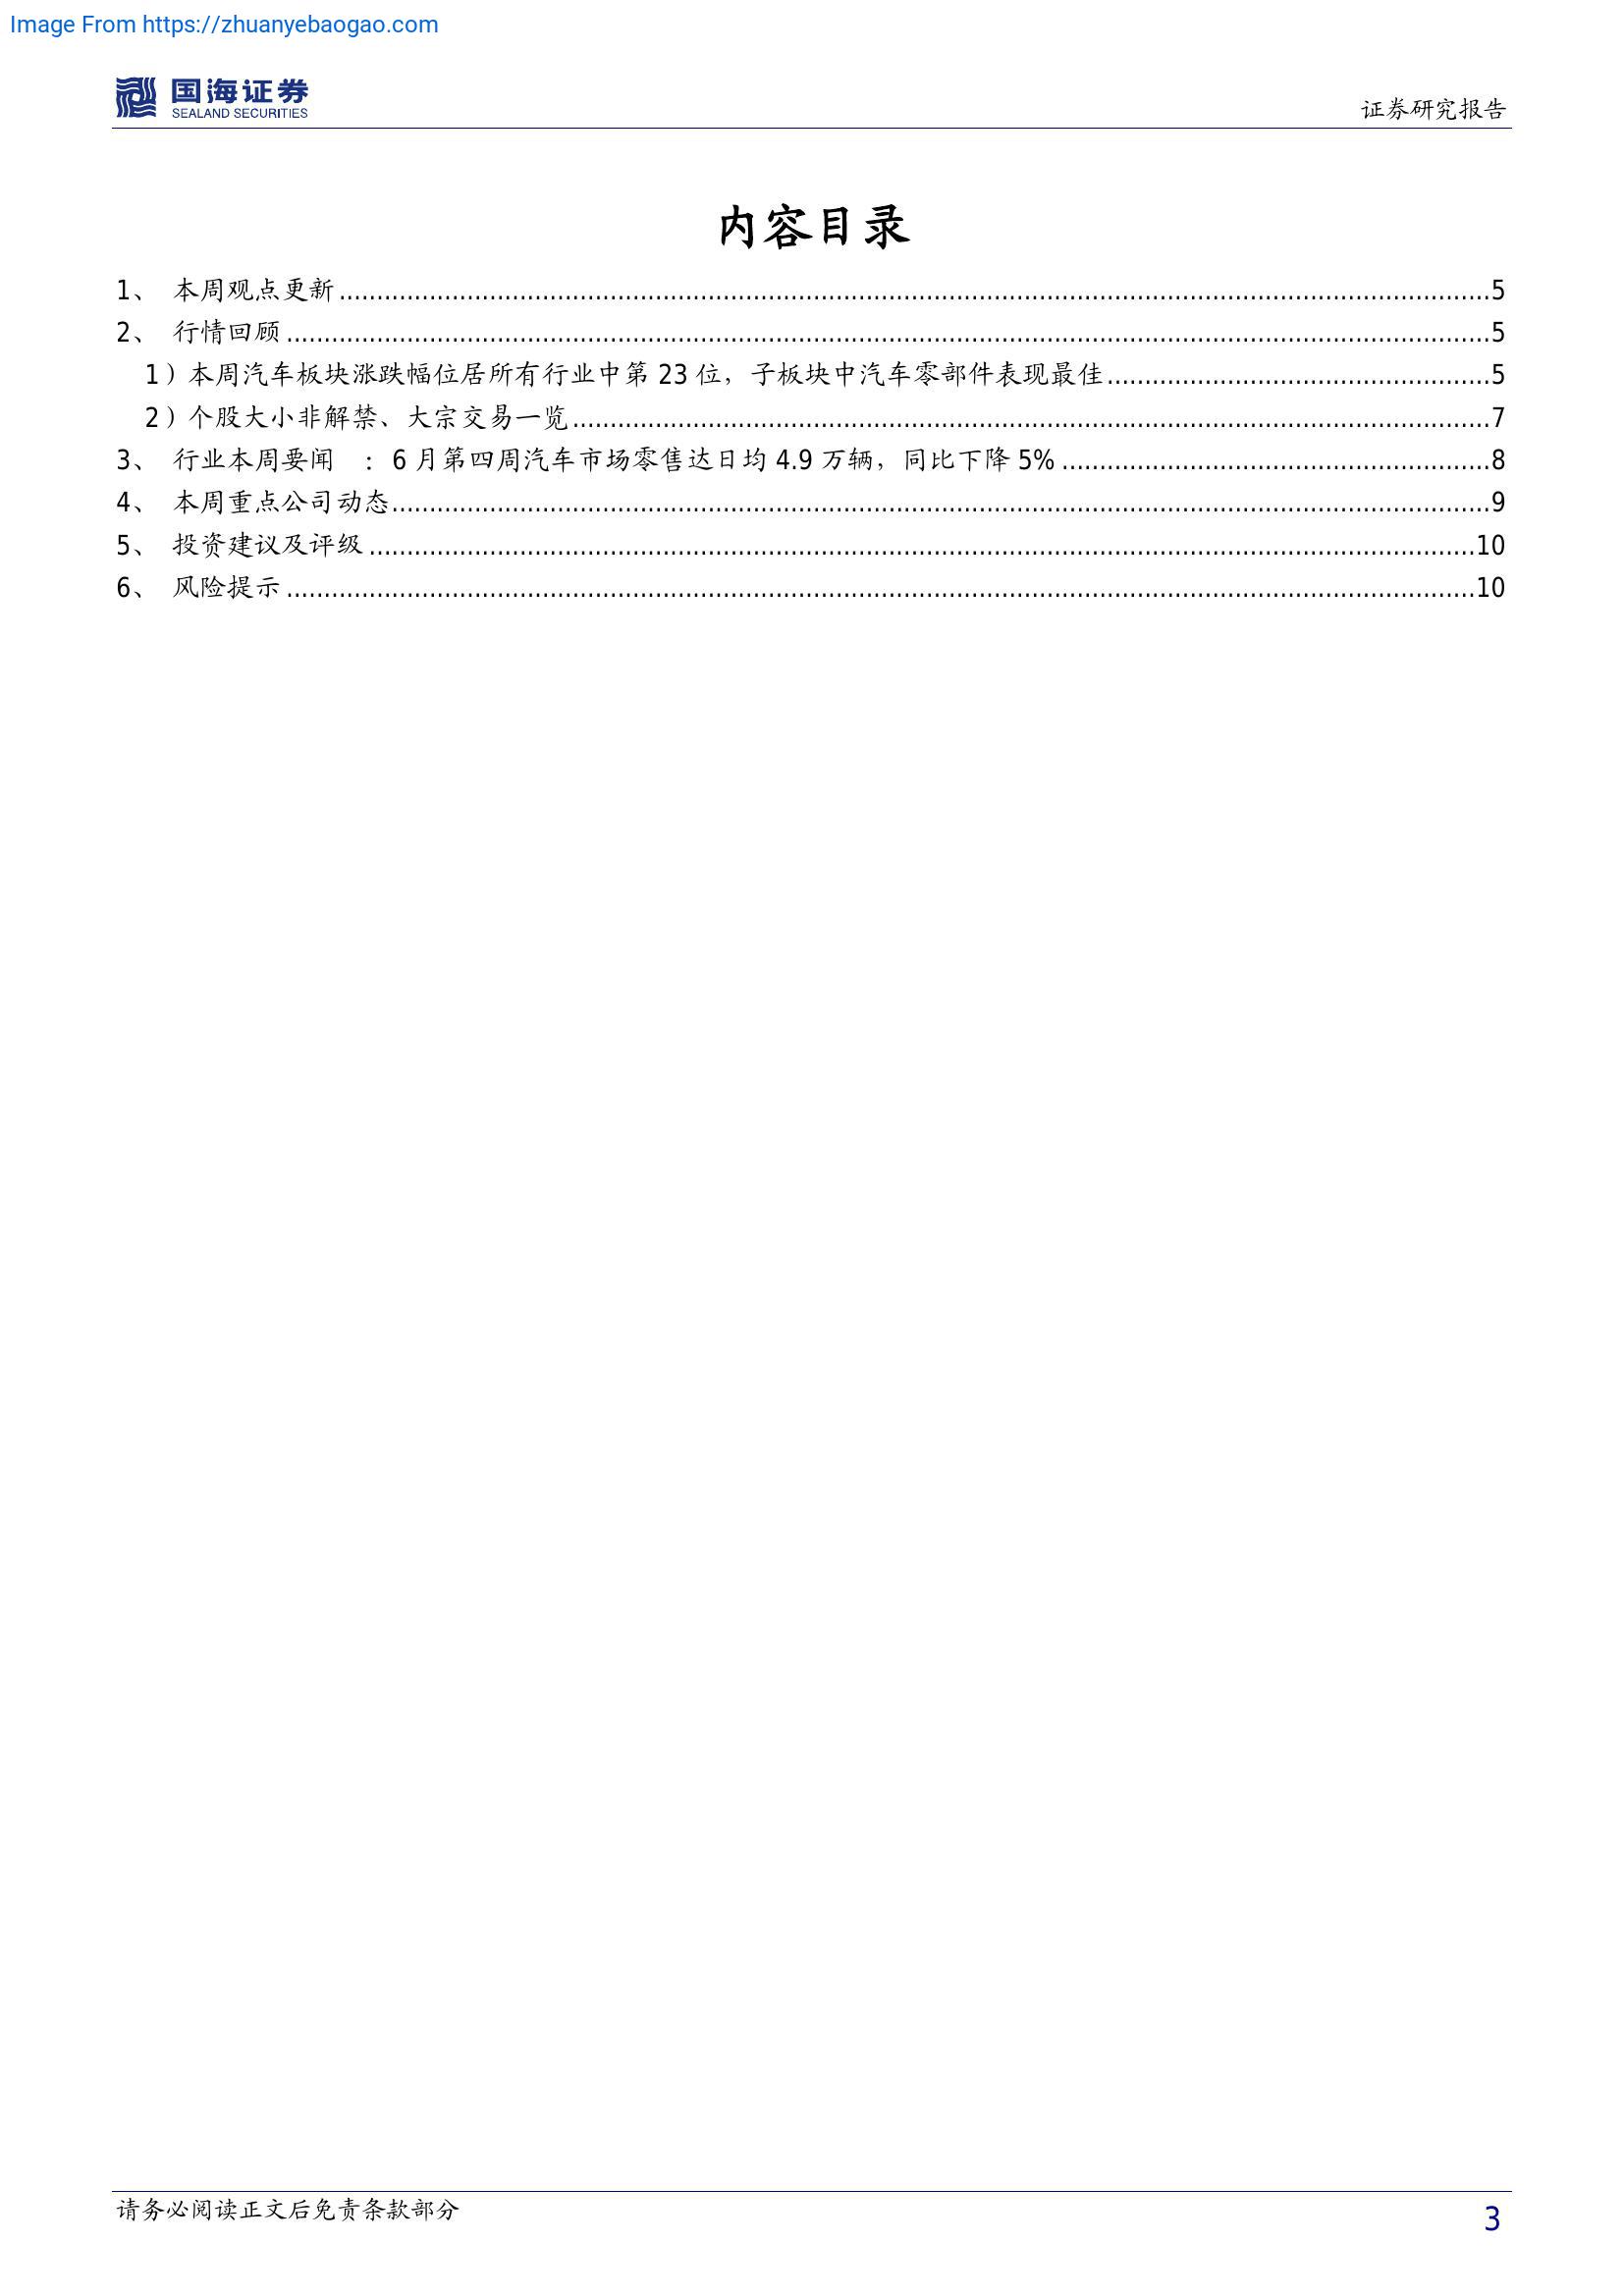 Image From https://zhuanyebaogao.com
国海证券
SEALAND SECURITIES
证券研究报告
内容目录
1、 本周观点更新....................5
2、 行情回顾....................5
1）本周汽车板块涨跌幅位居所有行业中第 23 位，子板块中汽车零部件表现最佳....................5
2）个股大小非解禁、大宗交易一览....................7
3、 行业本周要闻 ：6 月第四周汽车市场零售达日均 4.9 万辆，同比下降 5%....................8
4、 本周重点公司动态....................9
5、 投资建议及评级....................10
6、 风险提示....................10
请务必阅读正文后免责条款部分
3